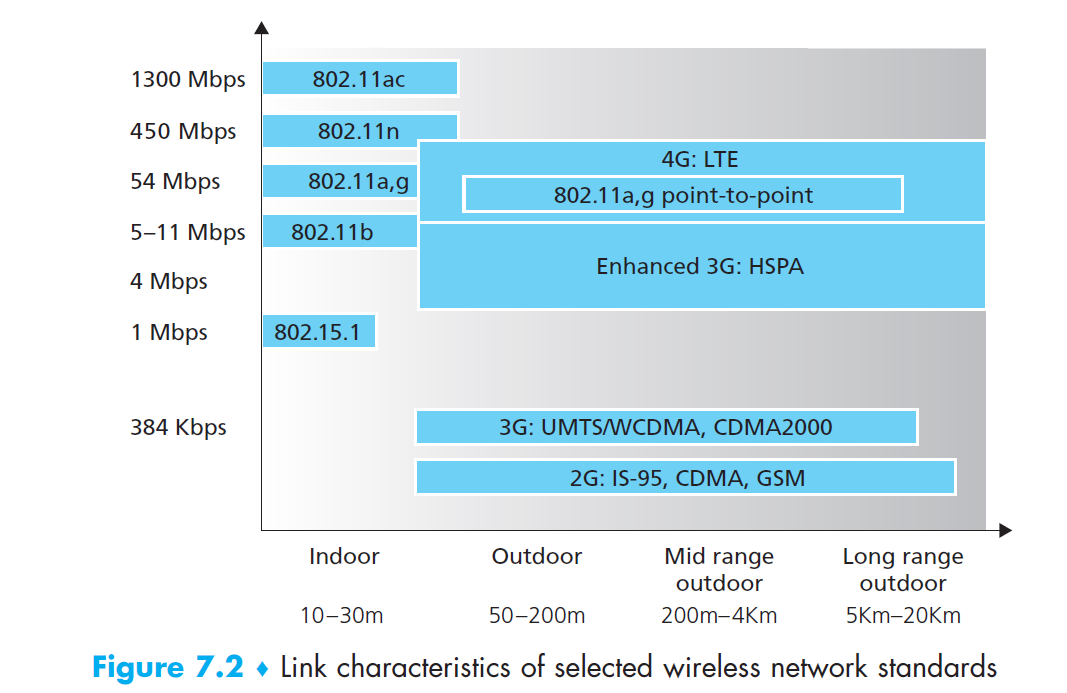 1300 Mbps
802.11ac
450 Mbps
802.11n
4G: LTE
54 Mbps
802.11a,g
802.11a,g point-to-point
5–11 Mbps
802.11b
Enhanced 3G: HSPA
4 Mbps
1 Mbps
802.15.1
384 Kbps
3G: UMTS/WCDMA, CDMA2000
2G: IS-95, CDMA, GSM
Indoor
Outdoor
Mid range
outdoor
Long range
outdoor
10–30m
50–200m
200m–4Km
5Km–20Km
Figure 7.2 ♦ Link characteristics of selected wireless network standards